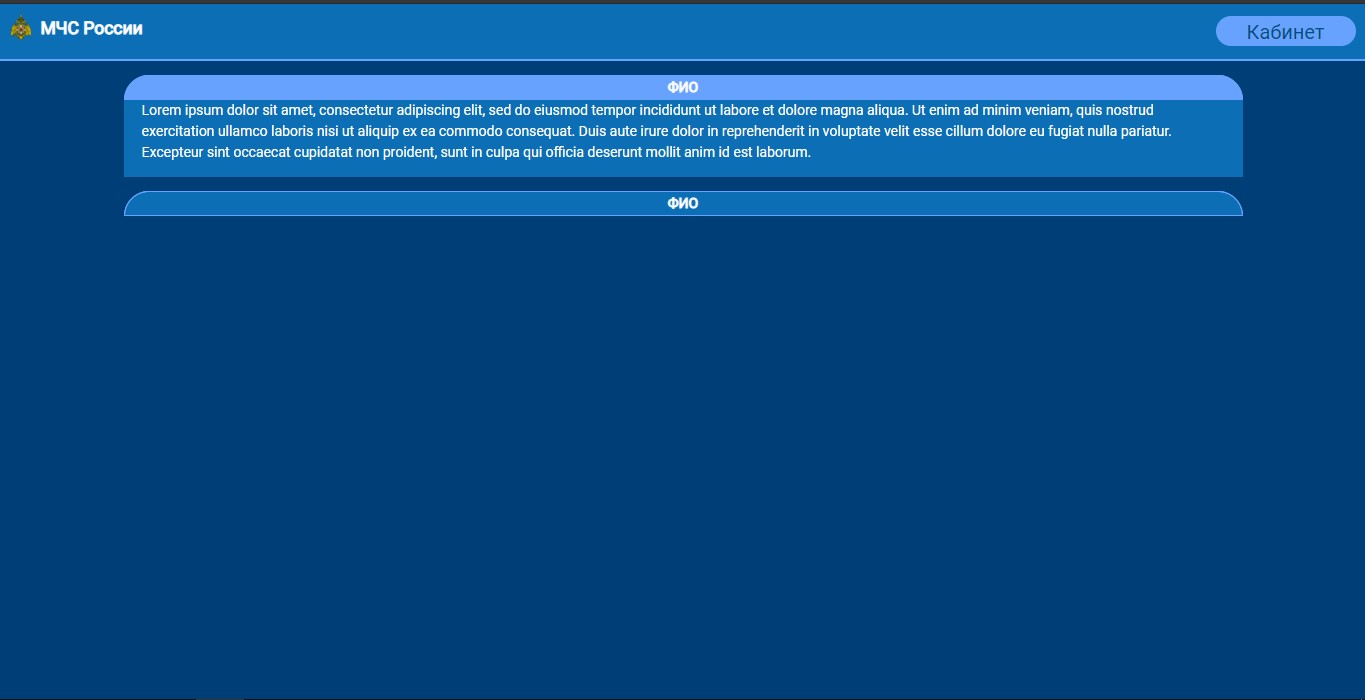 МЧС России
Кабинет
ФИО
Lorem ipsum dolor sit amet, consectetur adipiscing elit, sed do eiusmod tempor incididunt ut labore et dolore magna aliqua. Ut enim ad minim veniam, quis nostrud
exercitation ullamco laboris nisi ut aliquip ex ea commodo consequat. Duis aute irure dolor in reprehenderit in voluptate velit esse cillum dolore eu fugiat nulla pariatur.
Excepteur sint occaecat cupidatat non proident, sunt in culpa qui officia deserunt mollit anim id est laborum.
ФИО